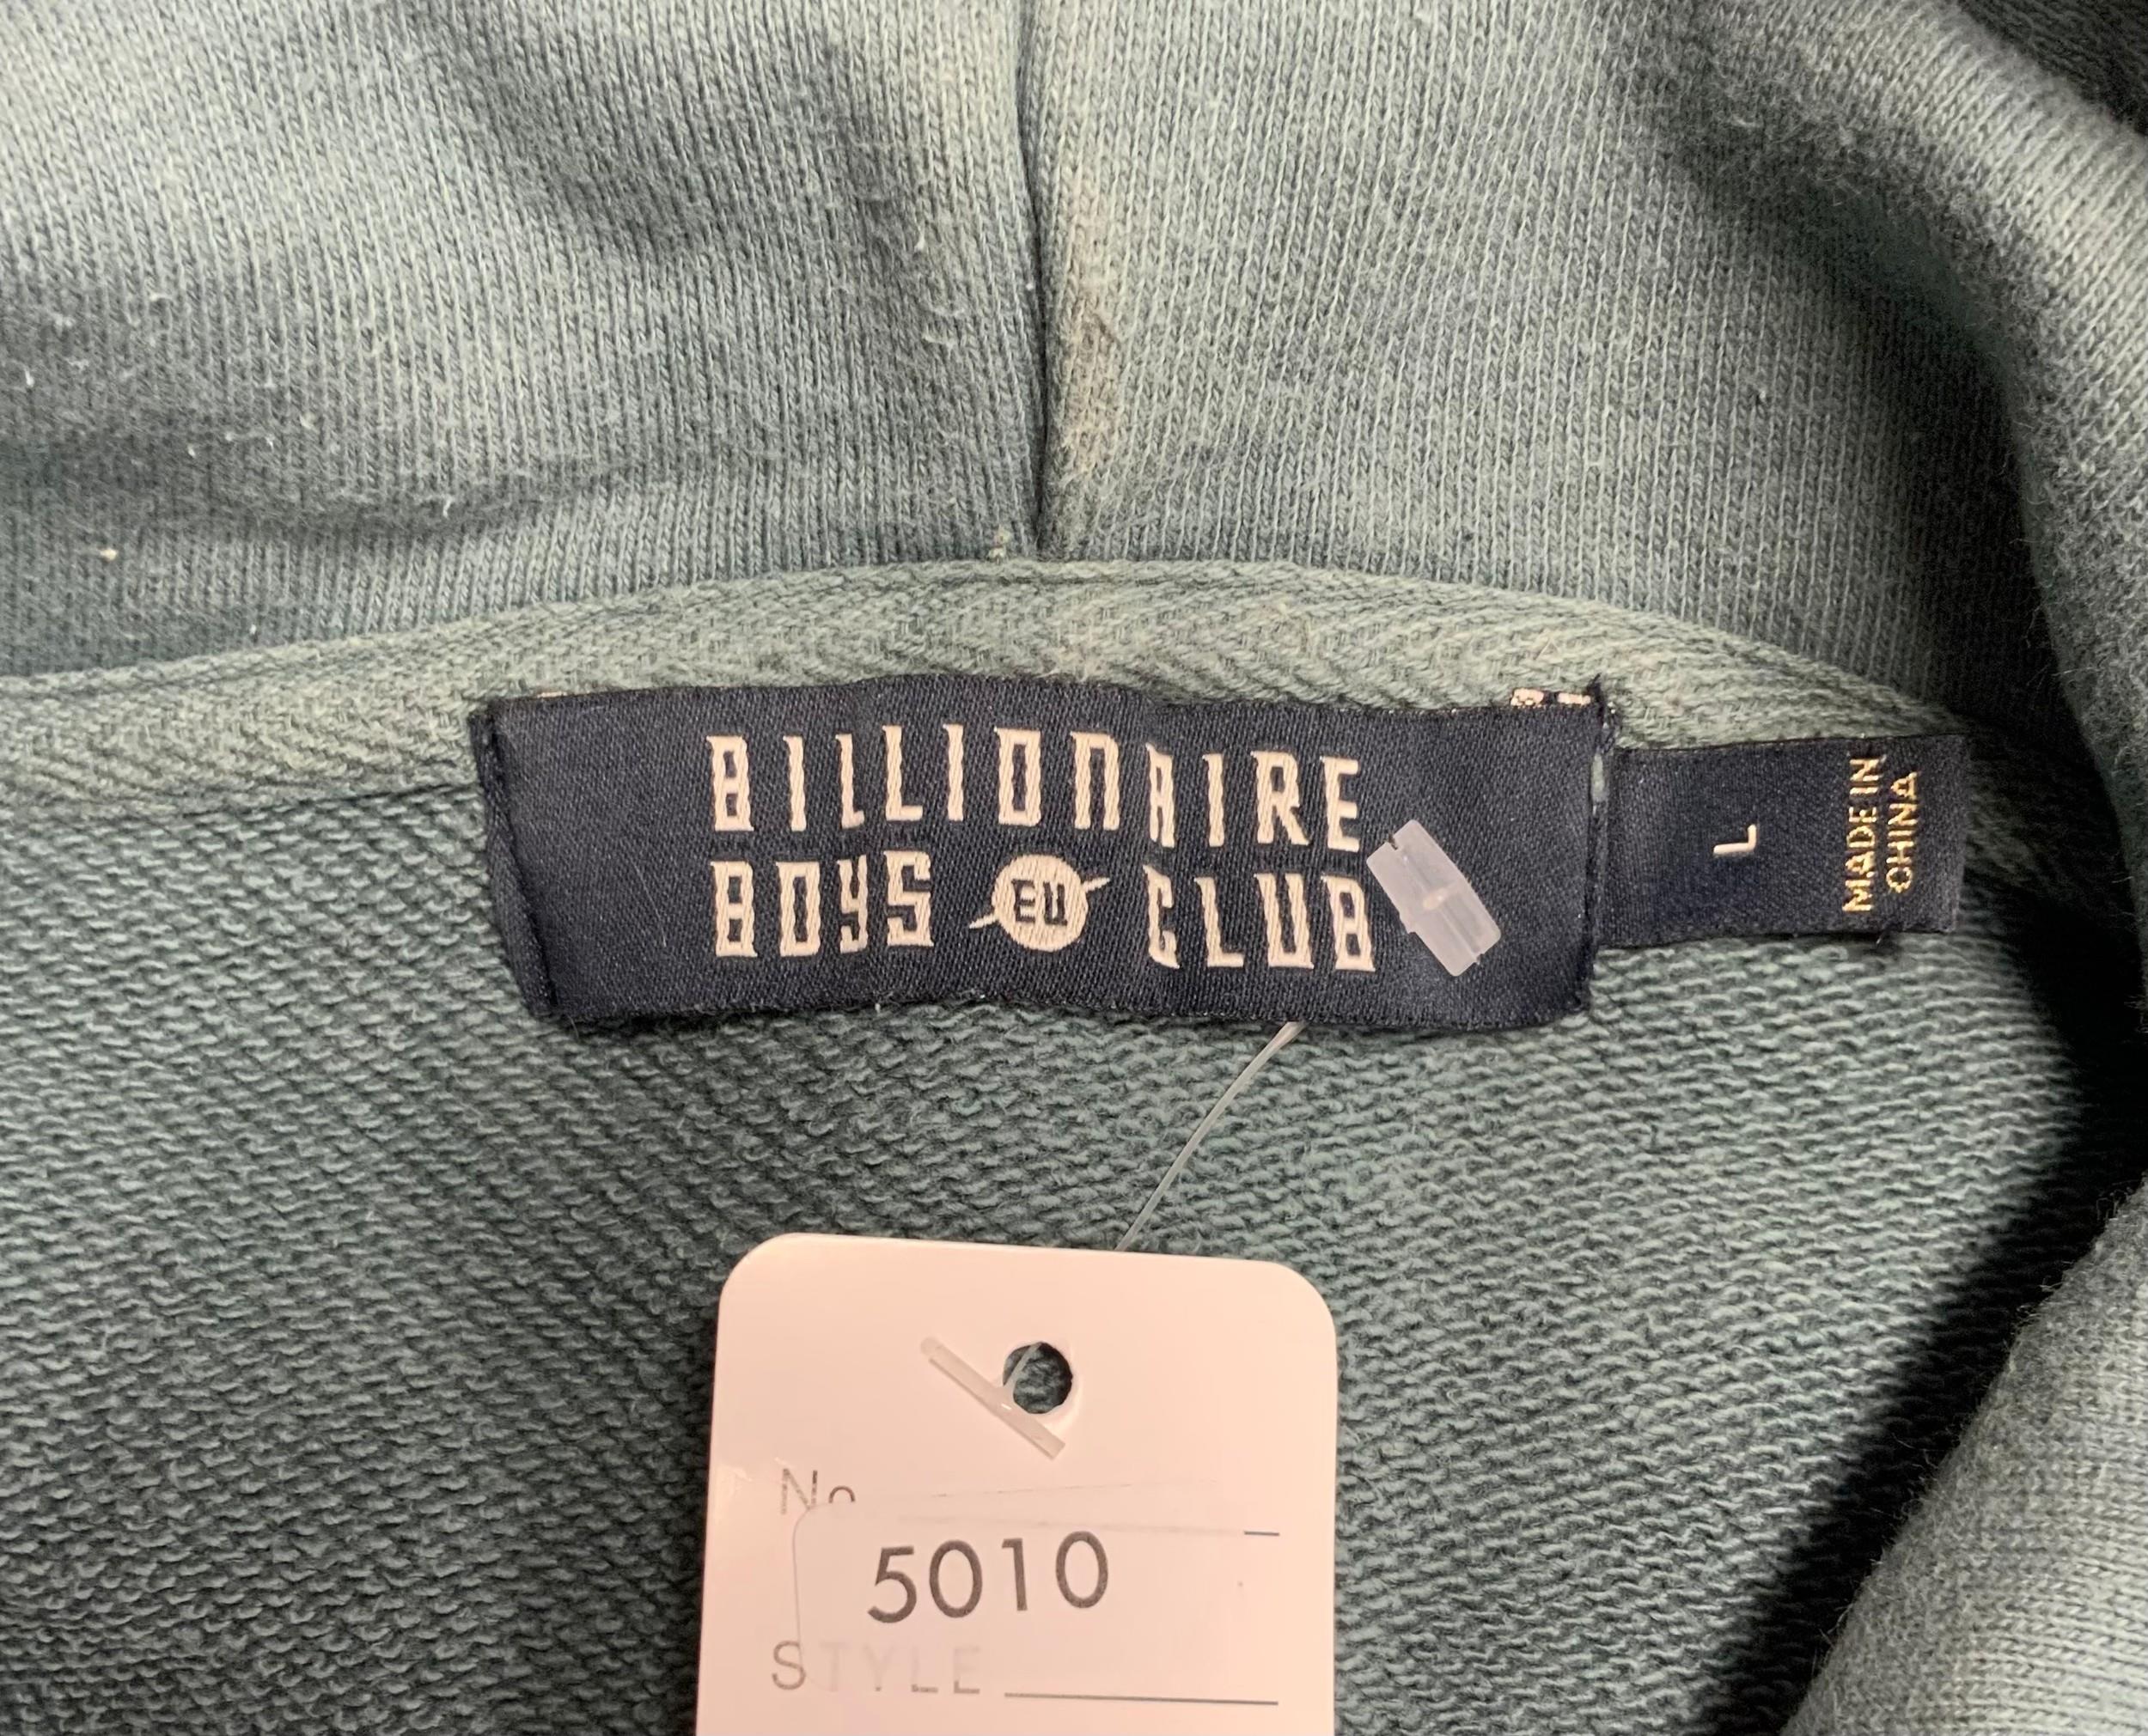 BILLIONAIRE
BOYS EU CLUB
L
MADE IN
CHINA
No
5010
STYLE